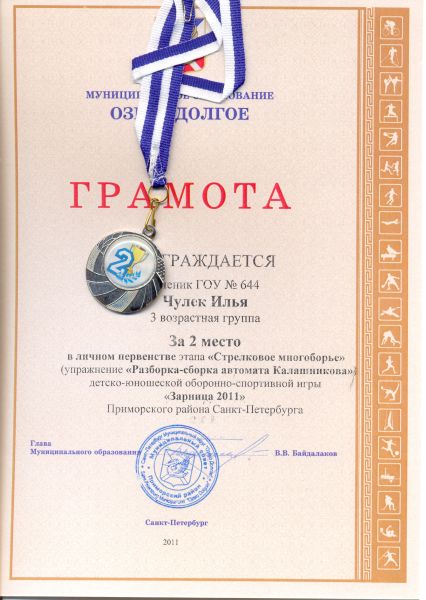 МУНИЦИПАЛЬНОЕ ОБРАЗОВАНИЕ
ОЗЕРО ДОЛГОЕ
ГРАМОТА
НАГРАЖДАЕТСЯ
ученик ГОУ № 644
Чулек Илья
3 возрастная группа
За 2 место
в личном первенстве этапа «Стрелковое многоборье»
(упражнение «Разборка-сборка автомата Калашникова»)
детско-юношеской оборонно-спортивной игры
«Зарница 2011»
Приморского района Санкт-Петербурга
Глава
Муниципального образования
В.В. Байдалаков
Санкт-Петербург
2011
2